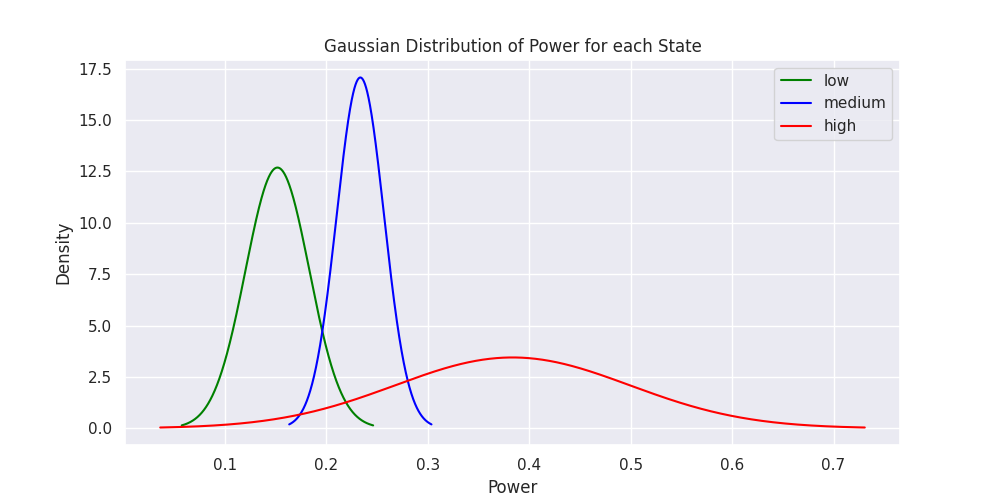 Gaussian Distribution of Power for each State
17.5
15.0
12.5
10.0
7.5
5.0
2.5
0.0
Density
low
medium
high
0.1 0.2 0.3 0.4 0.5 0.6 0.7
Power